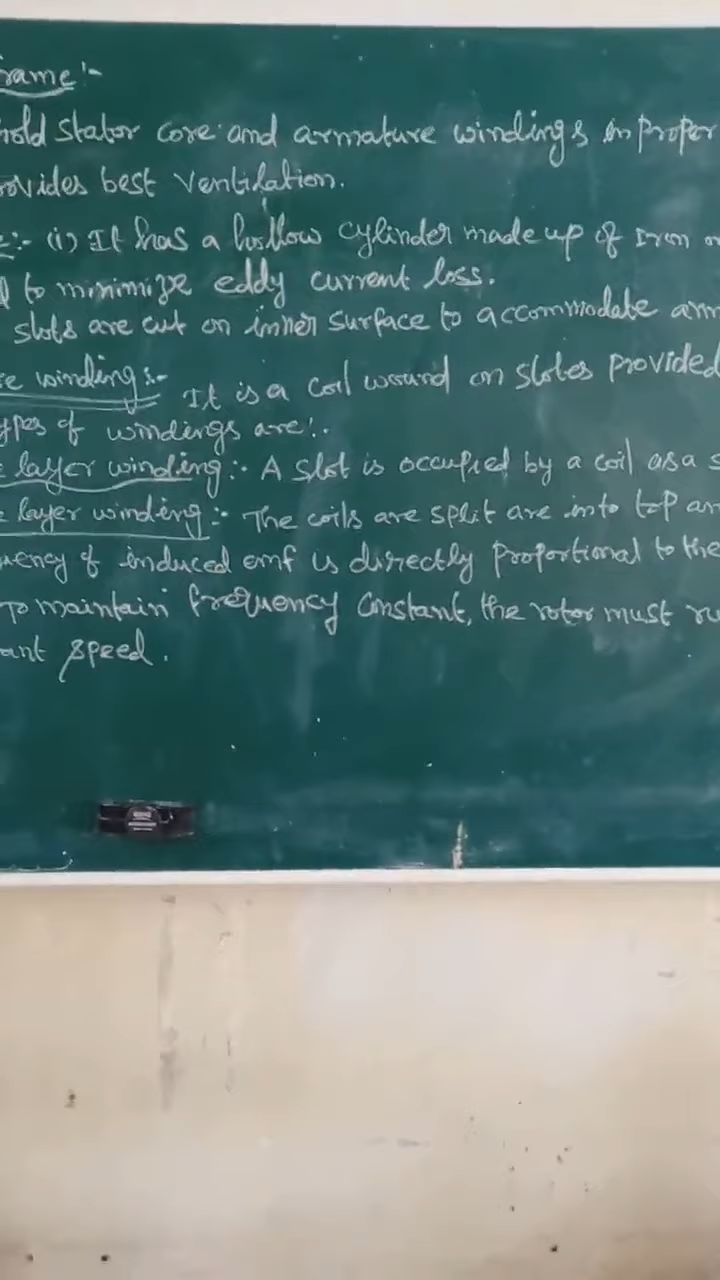 rame :-
hold stator core and armature windings in proper
rovides best ventilation.
e:- (i) It has a hollow cylinder made up of Iron o
d to minimize eddy current loss.
slots are cut on inner surface to accommodate arm
re winding:- It is a coil wound on slotes provided
ypes of windings are:.
e layer winding:- A slot is occupied by a coil as a s
e layer winding:- The coils are split are into top an
uency of induced emf is directly proportional to the
To maintain frequency constant, the rotor must ru
ant speed.